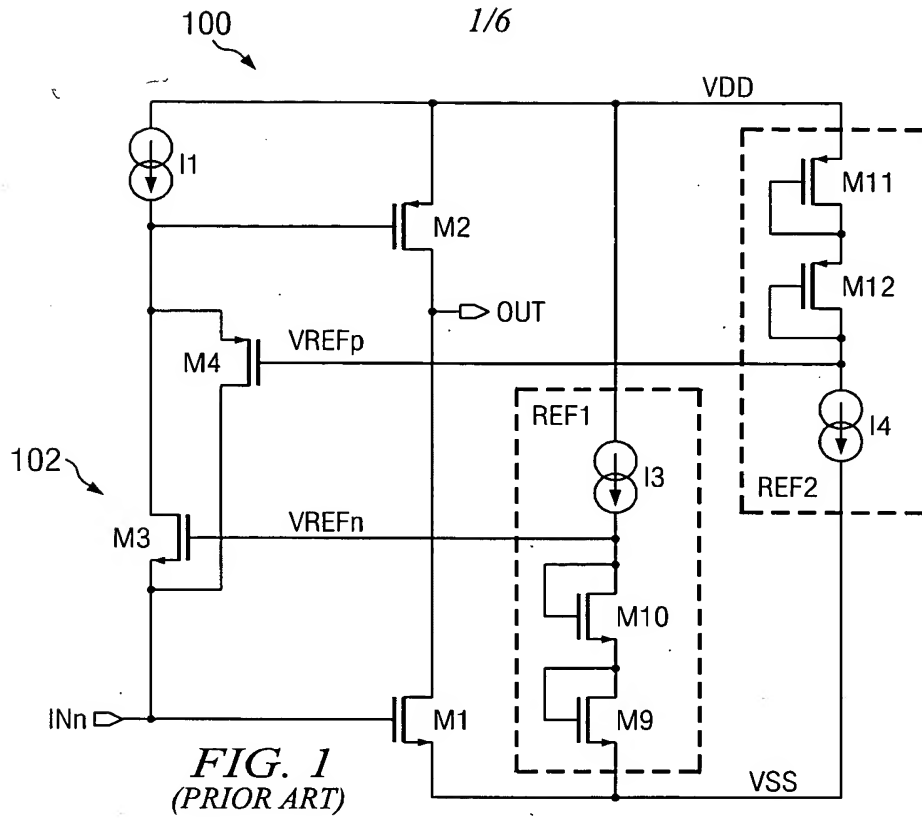 1/6
100
VDD
I1
M11
M2
M12
OUT
VREFp
M4
REF1
I4
102
I3
REF2
VREFn
M3
M10
INn
M1
M9
FIG. 1
(PRIOR ART)
VSS